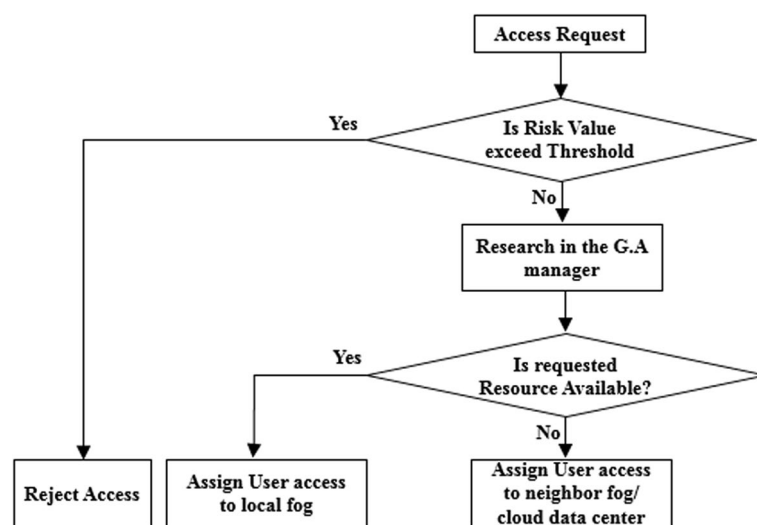 Access Request
Yes
Is Risk Value
exceed Threshold
No
Research in the G.A
manager
Yes
Is requested
Resource Available?
No
Reject Access
Assign User access
to local fog
Assign User access
to neighbor fog/
cloud data center